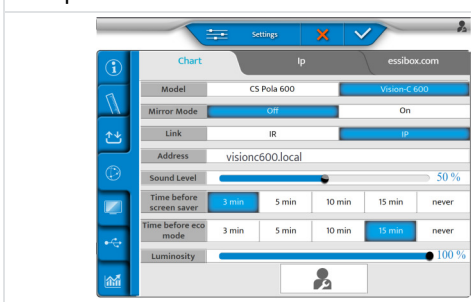 Settings
Chart Ip essibox.com
Model CS Pola 600 Vision-C 600
Mirror Mode Off On
Link IR IP
Address visionc600.local
Sound Level 50 %
Time before screen saver 3 min 5 min 10 min 15 min never
Time before eco mode 3 min 5 min 10 min 15 min never
Luminosity 100 %